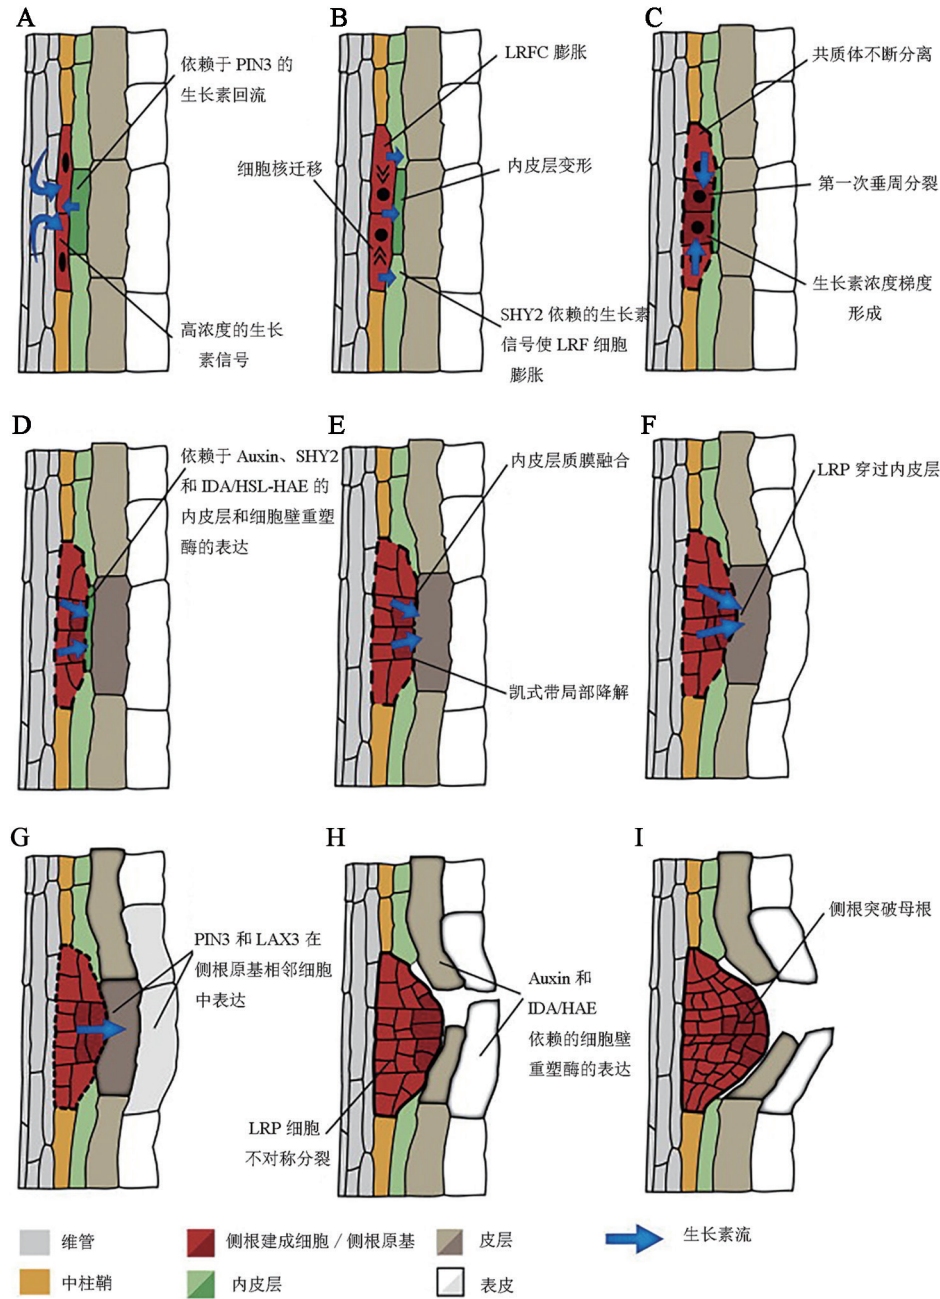 A
依赖于 PIN3 的
生长素回流
高浓度的生长
素信号
B
LRFC 膨胀
细胞核迁移
内皮层变形
SHY2 依赖的生长素
信号使 LRF 细胞
膨胀
C
共质体不断分离
第一次垂周分裂
生长素浓度梯度
形成
D
依赖于 Auxin、SHY2
和 IDA/HSL-HAE 的
内皮层和细胞壁重塑
酶的表达
E
内皮层质膜融合
凯式带局部降解
F
LRP 穿过内皮层
G
PIN3 和 LAX3 在
侧根原基相邻细胞
中表达
H
Auxin 和
IDA/HAE
依赖的细胞壁
重塑酶的表达
LRP 细胞
不对称分裂
I
侧根突破母根
维管
侧根建成细胞 / 侧根原基
皮层
生长素流
中柱鞘
内皮层
表皮